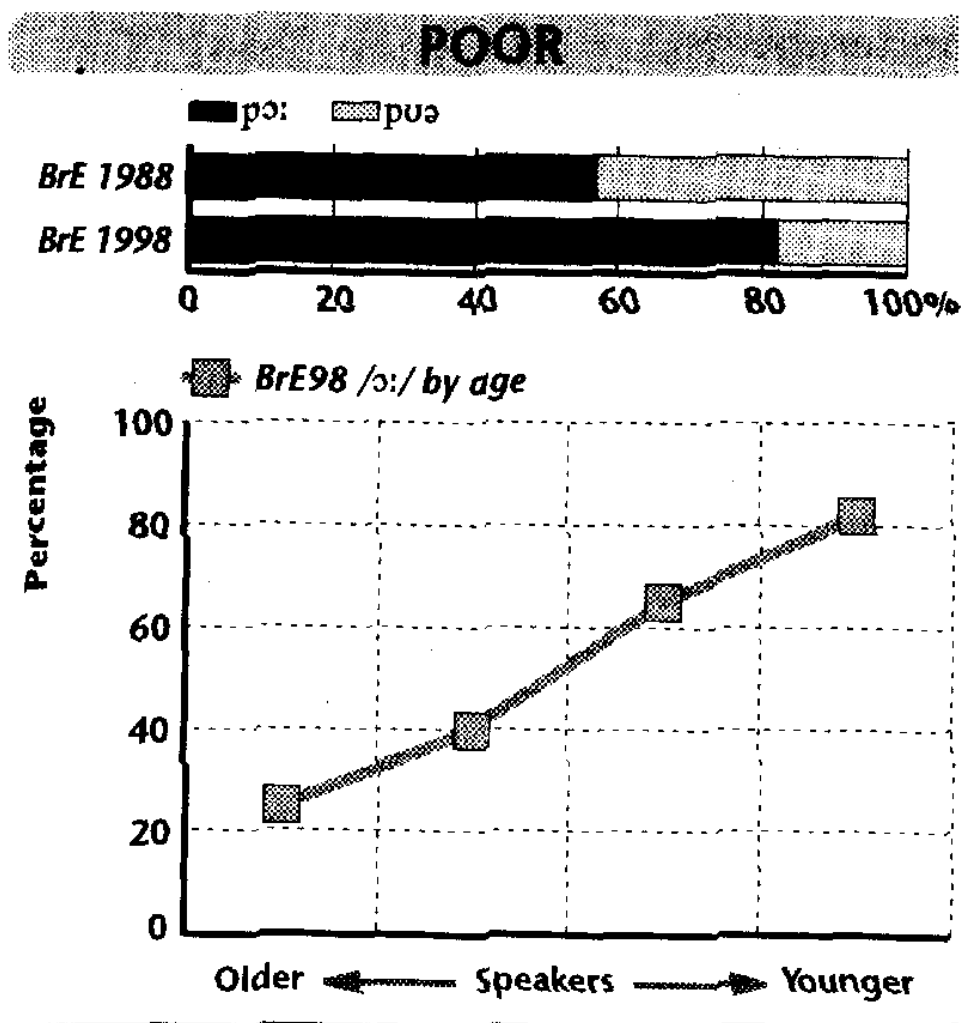 POOR
pɔː pʊə
BrE 1988
BrE 1998
0 20 40 60 80 100%
BrE98 /ɔː/ by age
Percentage
100
80
60
40
20
0
Older Speakers Younger